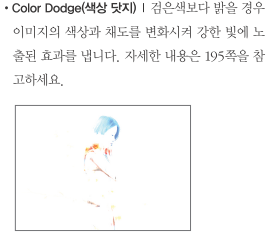 • Color Dodge(색상 닷지) | 검은색보다 밝을 경우
이미지의 색상과 채도를 변화시켜 강한 빛에 노
출된 효과를 냅니다. 자세한 내용은 195쪽을 참
고하세요.